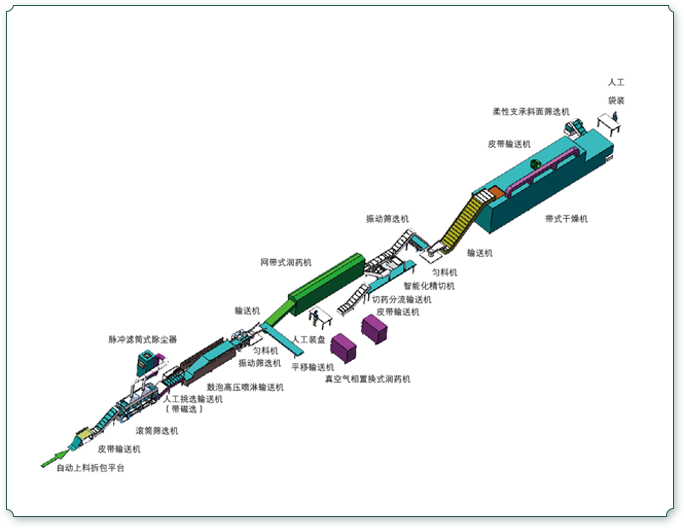 人工
袋装
柔性支承斜面筛选机
皮带输送机
带式干燥机
振动筛选机
输送机
匀料机
网带式润药机
智能化精切机
切药分流输送机
皮带输送机
输送机
人工装盘
匀料机
平移输送机
振动筛选机
真空气相置换式润药机
脉冲滤筒式除尘器
鼓泡高压喷淋输送机
人工挑选输送机
（带磁选）
滚筒筛选机
皮带输送机
自动上料拆包平台